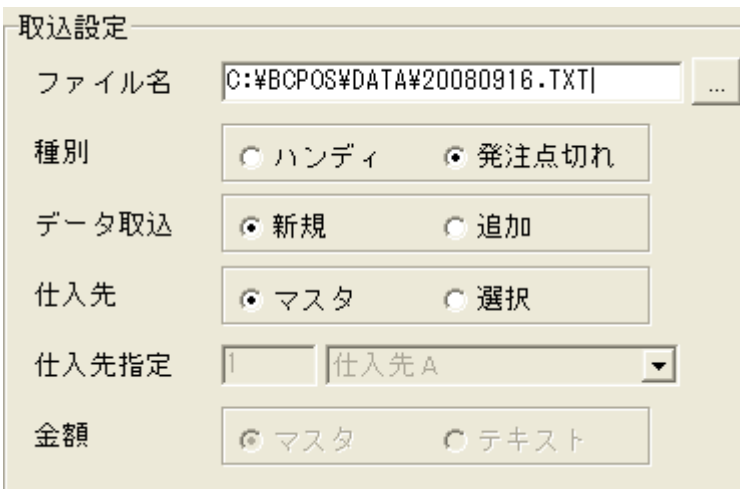 取込設定
ファイル名 C:¥BCPOS¥DATA¥20080916.TXT ...
種別 ハンディ 発注点切れ
データ取込 新規 追加
仕入先 マスタ 選択
仕入先指定 1 仕入先A
金額 マスタ テキスト